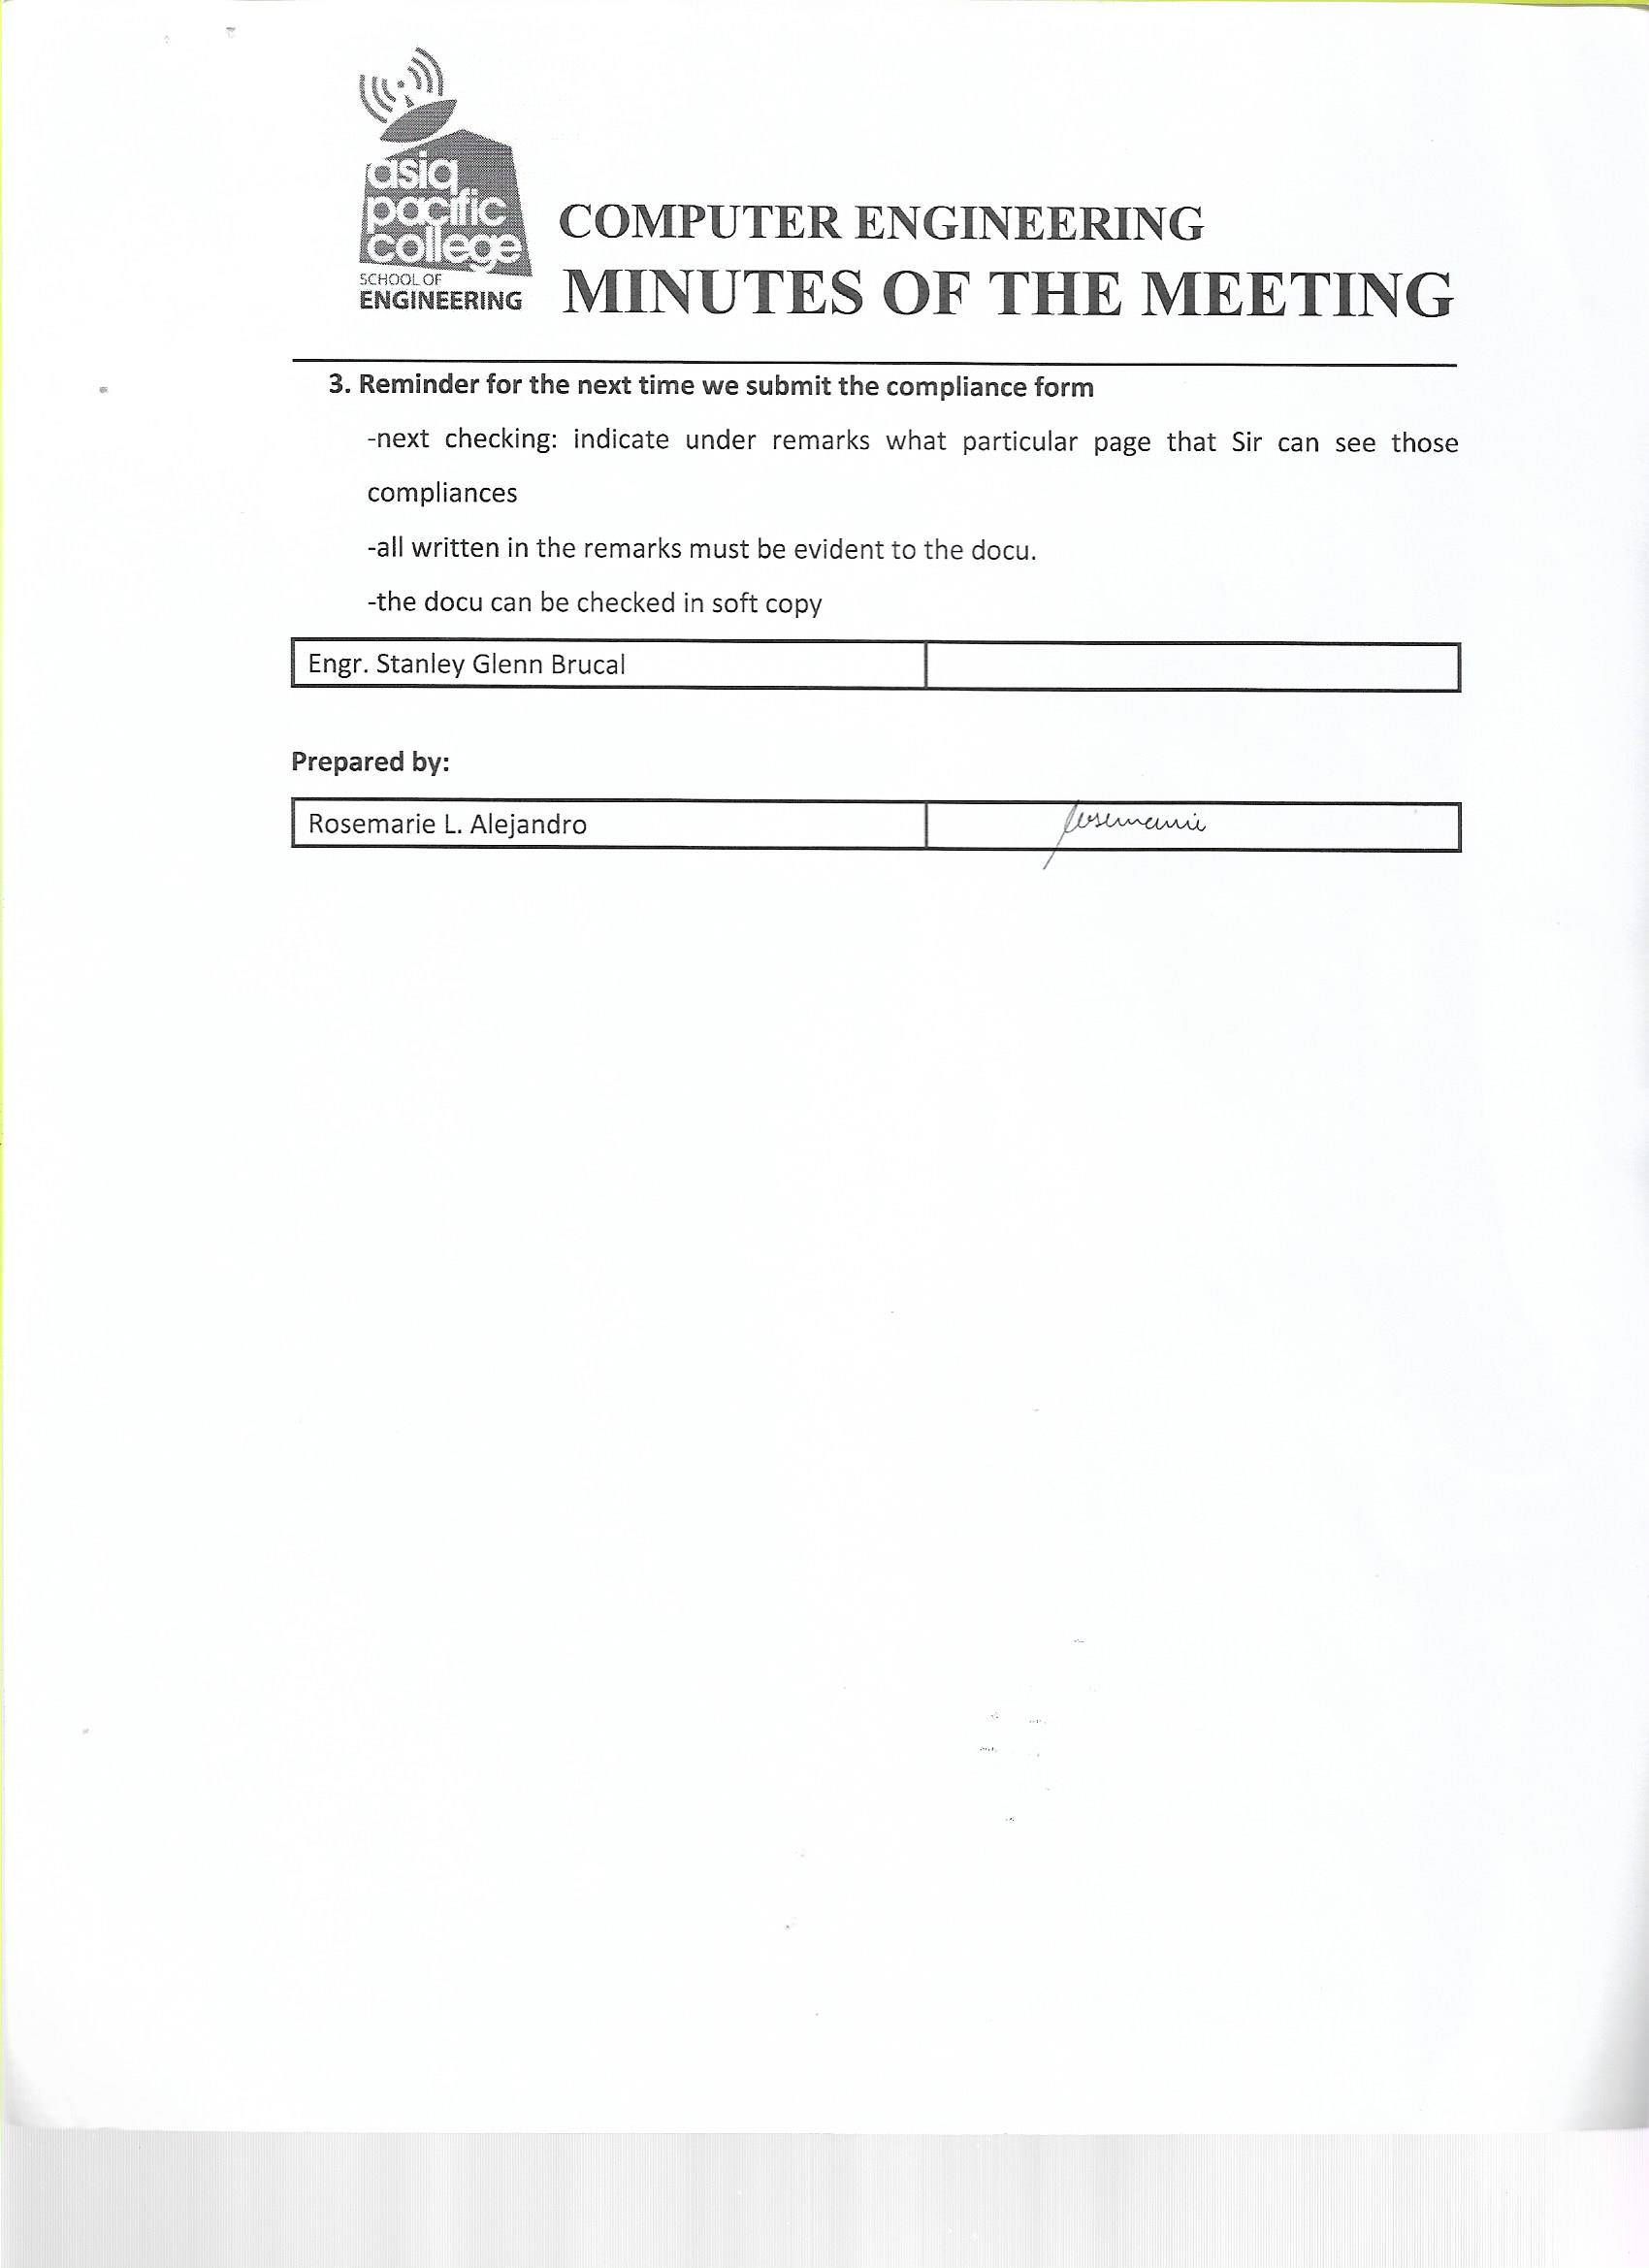 asia
pacific
college
SCHOOL OF
ENGINEERING
COMPUTER ENGINEERING
MINUTES OF THE MEETING
3. Reminder for the next time we submit the compliance form
-next checking: indicate under remarks what particular page that Sir can see those
compliances
-all written in the remarks must be evident to the docu.
-the docu can be checked in soft copy
Engr. Stanley Glenn Brucal
Prepared by:
Rosemarie L. Alejandro
Rosemarie